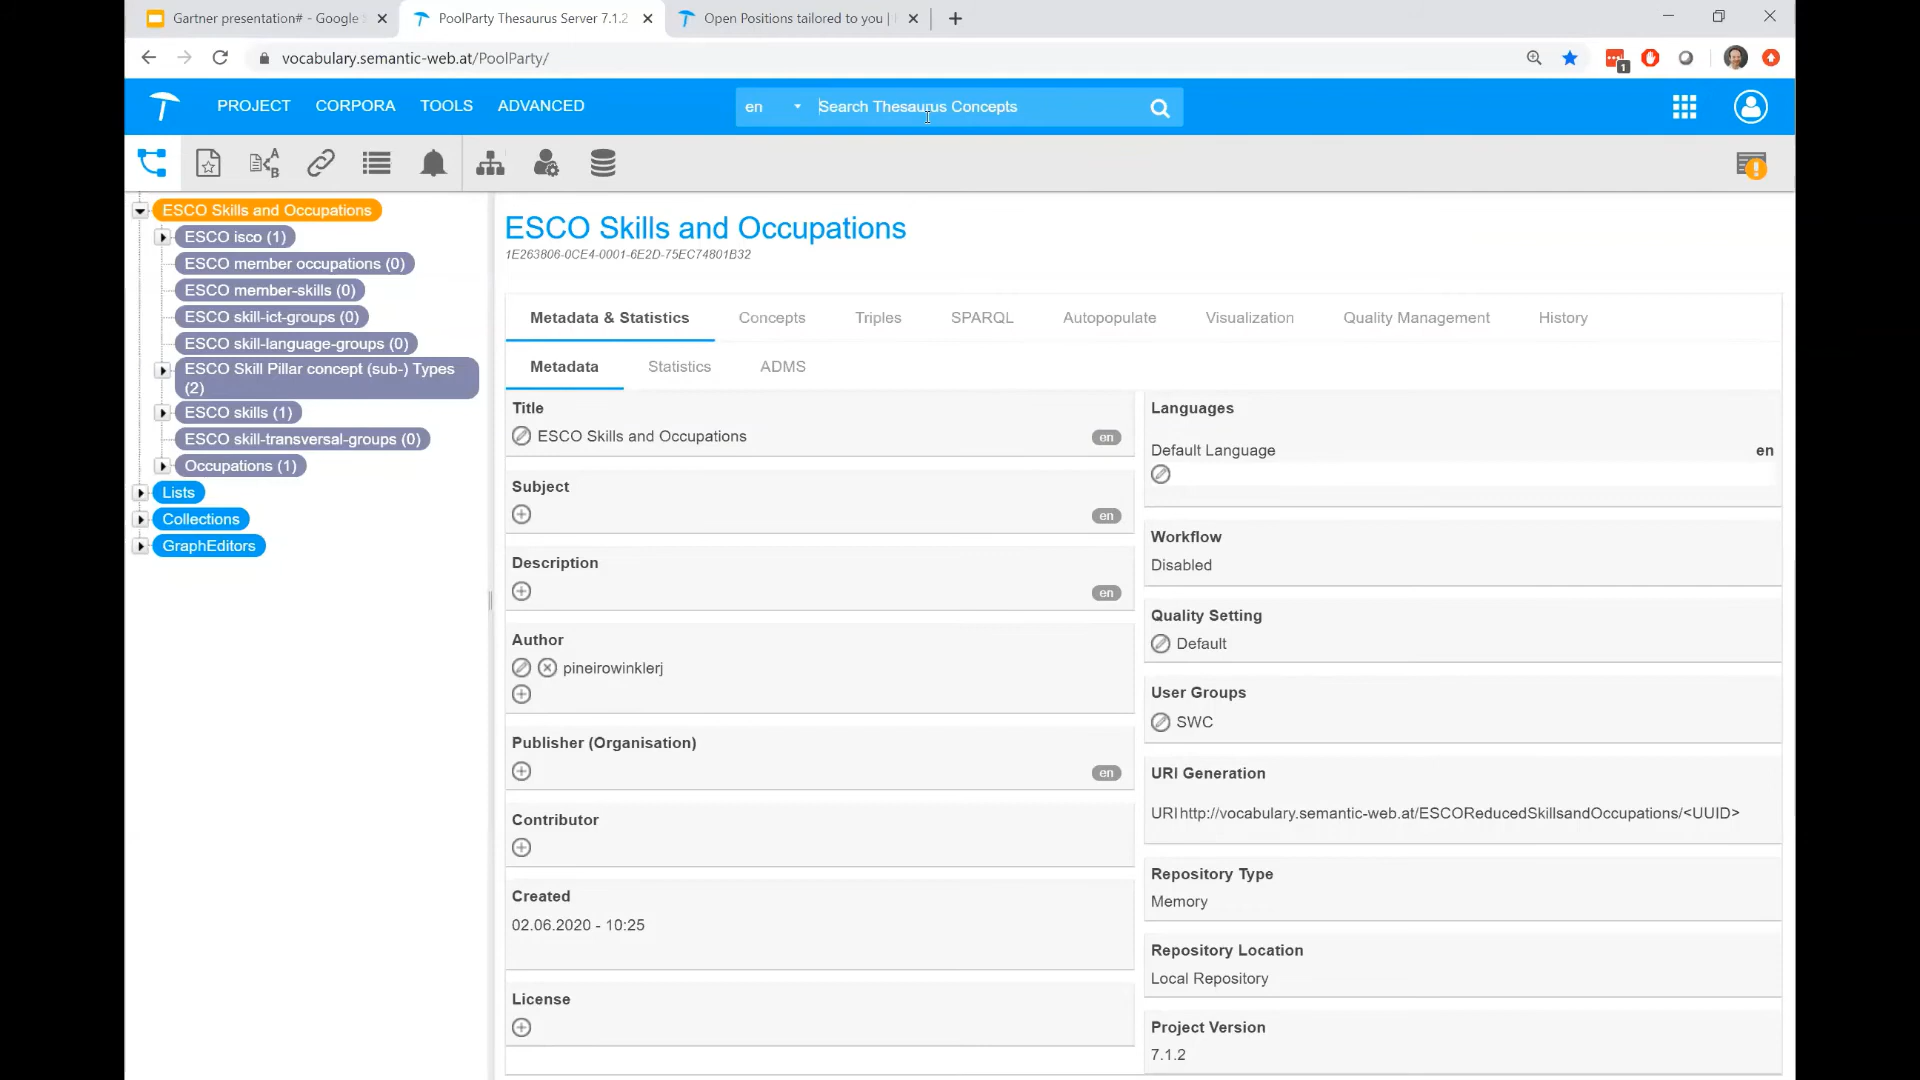 Gartner presentation# - Google
PoolParty Thesaurus Server 7.1.2
Open Positions tailored to you |
vocabulary.semantic-web.at/PoolParty/
1
PROJECT
CORPORA
TOOLS
ADVANCED
en
Search Thesaurus Concepts
ESCO Skills and Occupations
ESCO isco (1)
ESCO member occupations (0)
ESCO member-skills (0)
ESCO skill-ict-groups (0)
ESCO skill-language-groups (0)
ESCO Skill Pillar concept (sub-) Types
(2)
ESCO skills (1)
ESCO skill-transversal-groups (0)
Occupations (1)
Lists
Collections
GraphEditors
ESCO Skills and Occupations
1E263806-0CE4-0001-6E2D-75EC74801B32
Metadata & Statistics
Concepts
Triples
SPARQL
Autopopulate
Visualization
Quality Management
History
Metadata
Statistics
ADMS
Title
ESCO Skills and Occupations
en
Subject
en
Description
en
Author
pineirowinklerj
Publisher (Organisation)
en
Contributor
Created
02.06.2020 - 10:25
License
Languages
Default Language
en
Workflow
Disabled
Quality Setting
Default
User Groups
SWC
URI Generation
URIhttp://vocabulary.semantic-web.at/ESCOReducedSkillsandOccupations/<UUID>
Repository Type
Memory
Repository Location
Local Repository
Project Version
7.1.2